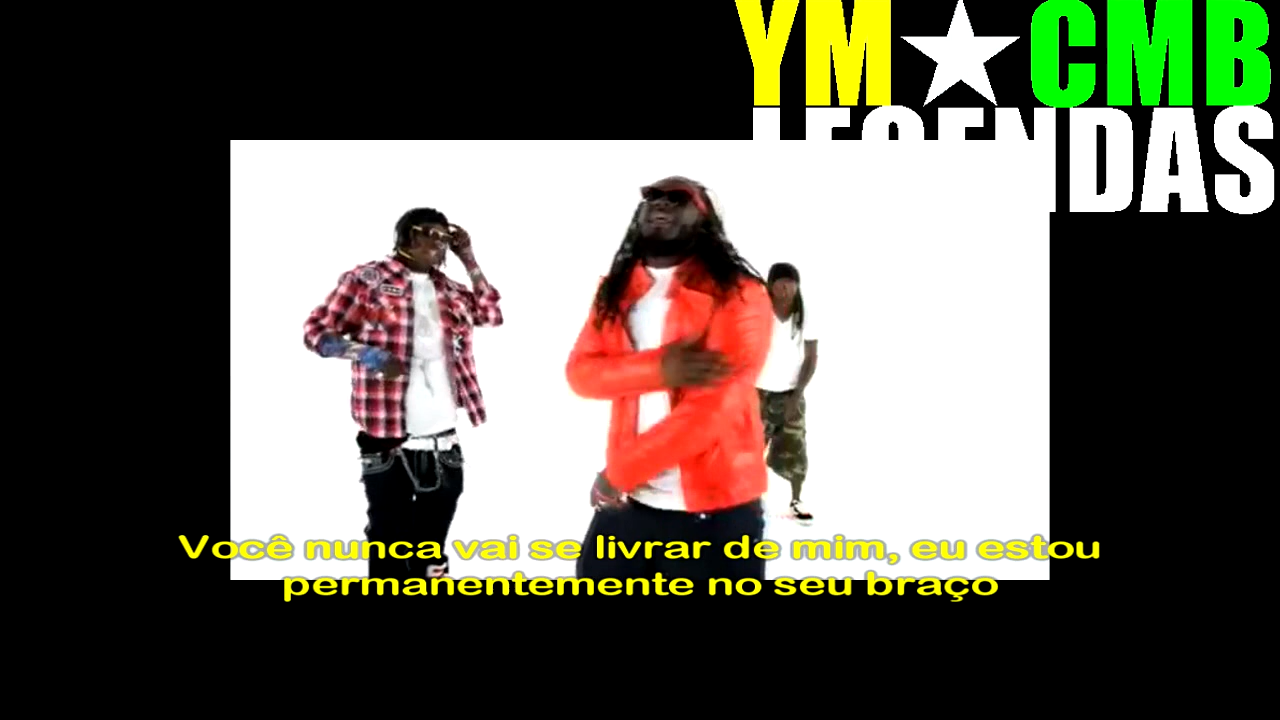 YM★CMB
LEGENDAS
Você nunca vai se livrar de mim, eu estou
permanentemente no seu braço